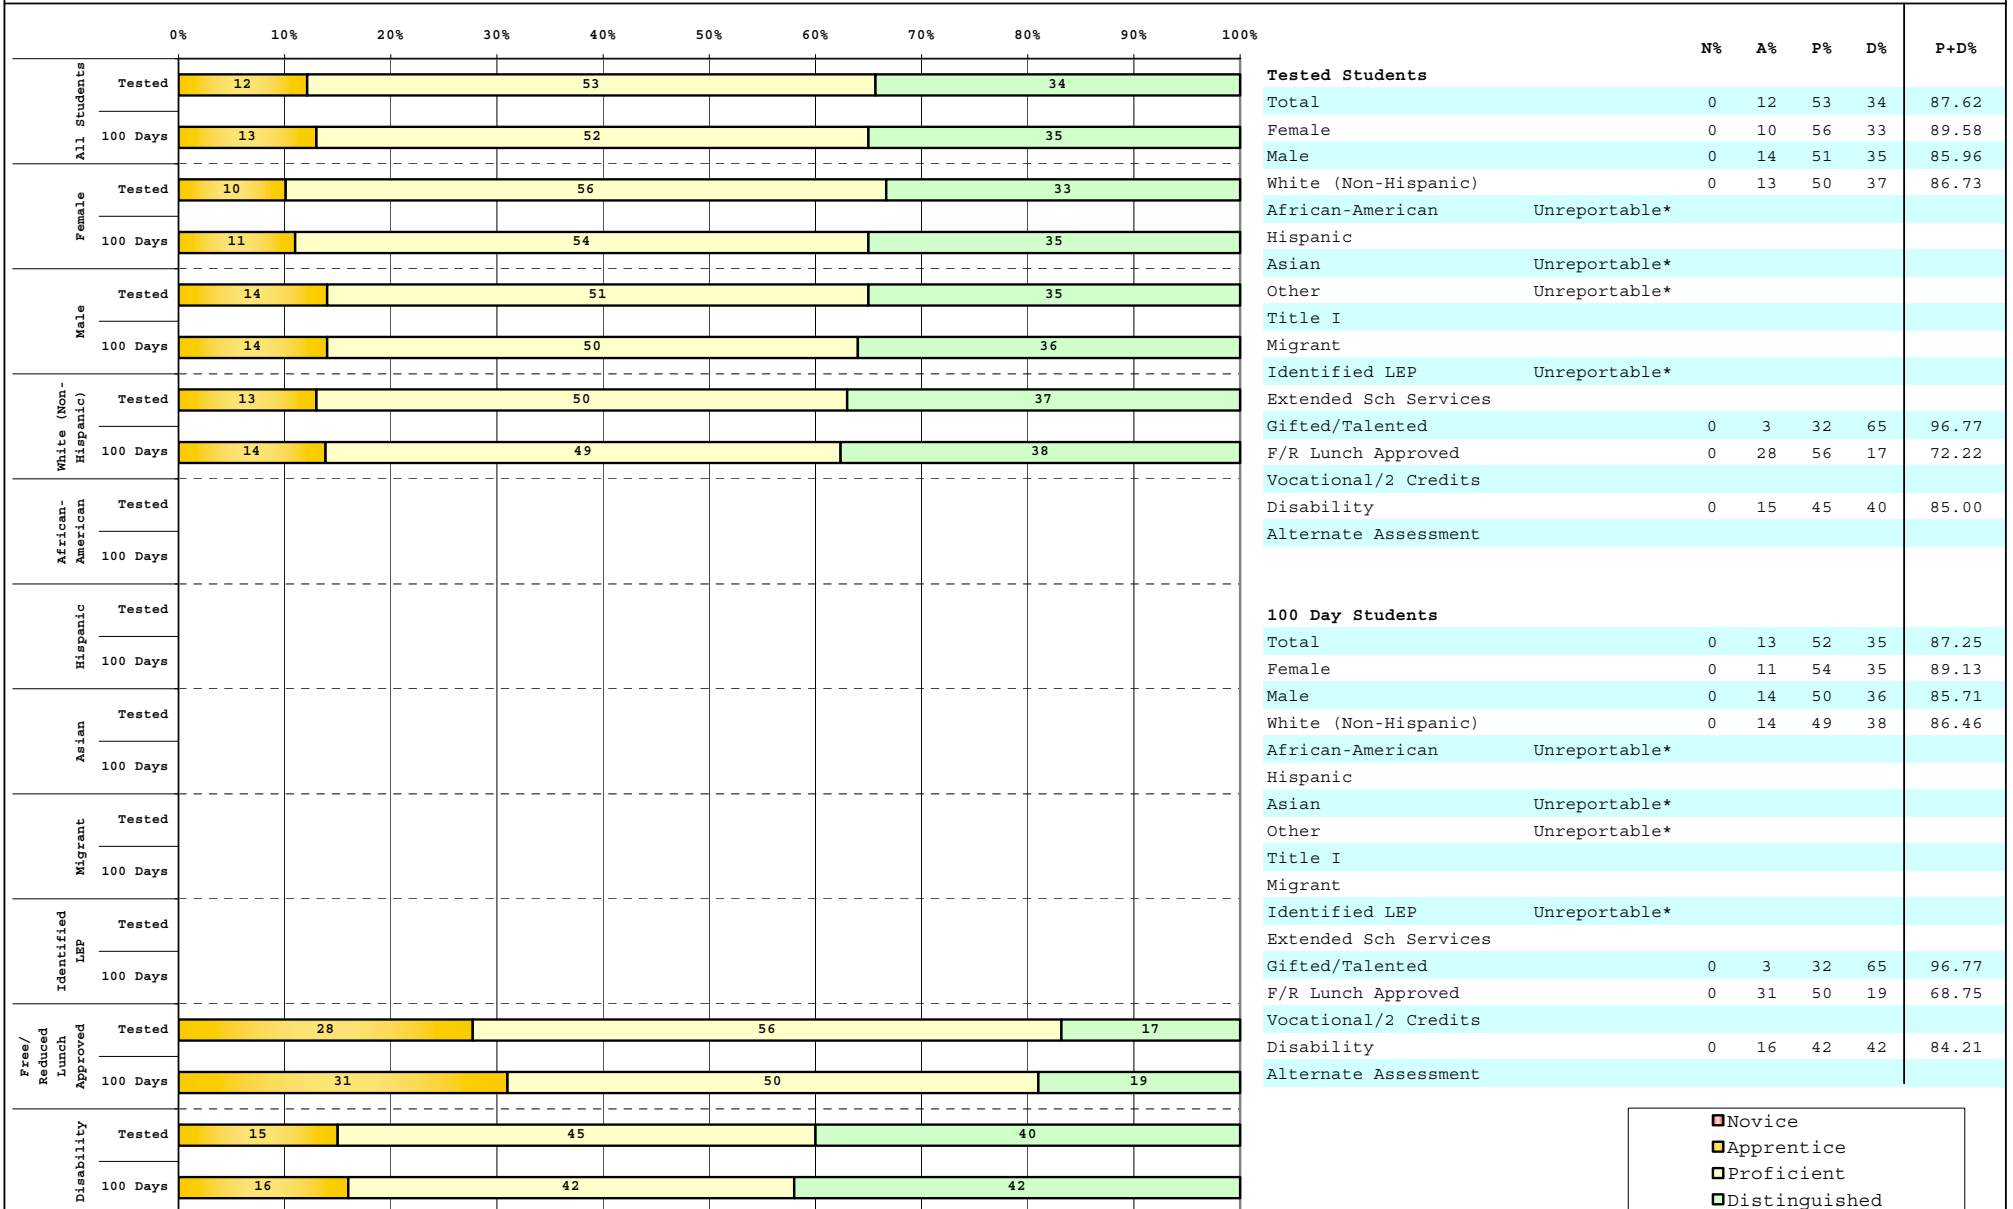 0% 10% 20% 30% 40% 50% 60% 70% 80% 90% 100%
All Students
Tested 12 53 34
100 Days 13 52 35
Female
Tested 10 56 33
100 Days 11 54 35
Male
Tested 14 51 35
100 Days 14 50 36
White (Non-
Hispanic)
Tested 13 50 37
100 Days 14 49 38
African-
American
Tested
100 Days
Hispanic
Tested
100 Days
Asian
Tested
100 Days
Migrant
Tested
100 Days
Identified
LEP
Tested
100 Days
Free/
Reduced
Lunch
Approved
Tested 28 56 17
100 Days 31 50 19
Disability
Tested 15 45 40
100 Days 16 42 42
N% A% P% D% P+D%
Tested Students
Total 0 12 53 34 87.62
Female 0 10 56 33 89.58
Male 0 14 51 35 85.96
White (Non-Hispanic) 0 13 50 37 86.73
African-American Unreportable*
Hispanic
Asian Unreportable*
Other Unreportable*
Title I
Migrant
Identified LEP Unreportable*
Extended Sch Services
Gifted/Talented 0 3 32 65 96.77
F/R Lunch Approved 0 28 56 17 72.22
Vocational/2 Credits
Disability 0 15 45 40 85.00
Alternate Assessment
100 Day Students
Total 0 13 52 35 87.25
Female 0 11 54 35 89.13
Male 0 14 50 36 85.71
White (Non-Hispanic) 0 14 49 38 86.46
African-American Unreportable*
Hispanic
Asian Unreportable*
Other Unreportable*
Title I
Migrant
Identified LEP Unreportable*
Extended Sch Services
Gifted/Talented 0 3 32 65 96.77
F/R Lunch Approved 0 31 50 19 68.75
Vocational/2 Credits
Disability 0 16 42 42 84.21
Alternate Assessment
Novice
Apprentice
Proficient
Distinguished